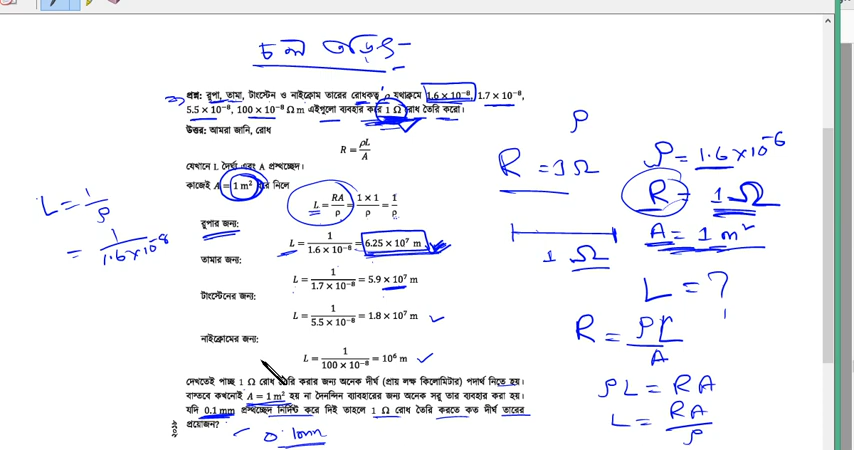 চল তড়িৎ
প্রশ্ন: রুপা, তামা, টাংস্টেন ও নাইক্রোম তারের রোধকত্ব ρ যথাক্রমে 1.6 × 10⁻⁸, 1.7 × 10⁻⁸,
5.5 × 10⁻⁸, 100 × 10⁻⁸ Ω m এইগুলো ব্যবহার করে 1 Ω রোধ তৈরি করো।
উত্তর: আমরা জানি, রোধ
R = ρL/A
যেখানে L দৈর্ঘ্য এবং A প্রস্থচ্ছেদ।
কাজেই A = 1 m² ধরে নিলে
L = RA/ρ = (1 × 1)/ρ = 1/ρ
রুপার জন্য:
L = 1/(1.6 × 10⁻⁸) = 6.25 × 10⁷ m
তামার জন্য:
L = 1/(1.7 × 10⁻⁸) = 5.9 × 10⁷ m
টাংস্টেনের জন্য:
L = 1/(5.5 × 10⁻⁸) = 1.8 × 10⁷ m
নাইক্রোমের জন্য:
L = 1/(100 × 10⁻⁸) = 10⁶ m
দেখতেই পাচ্ছ 1 Ω রোধ তৈরি করার জন্য অনেক দীর্ঘ (প্রায় লক্ষ কিলোমিটার) পদার্থ নিতে হয়।
বাস্তবে কখনোই A = 1 m² হয় না দৈনন্দিন ব্যবহারের জন্য অনেক সরু তার ব্যবহার করা হয়।
যদি 0.1 mm প্রস্থচ্ছেদ নির্দিষ্ট করে দিই তাহলে 1 Ω রোধ তৈরি করতে কত দীর্ঘ তারের
প্রয়োজন?
0.1mm
L = 1/ρ
= 1/(1.6×10⁻⁸)
ρ
R = 1Ω
1 Ω
ρ = 1.6×10⁻⁶
R = 1Ω
A = 1 m²
L = ?
R = ρL/A
ρL = RA
L = RA/ρ